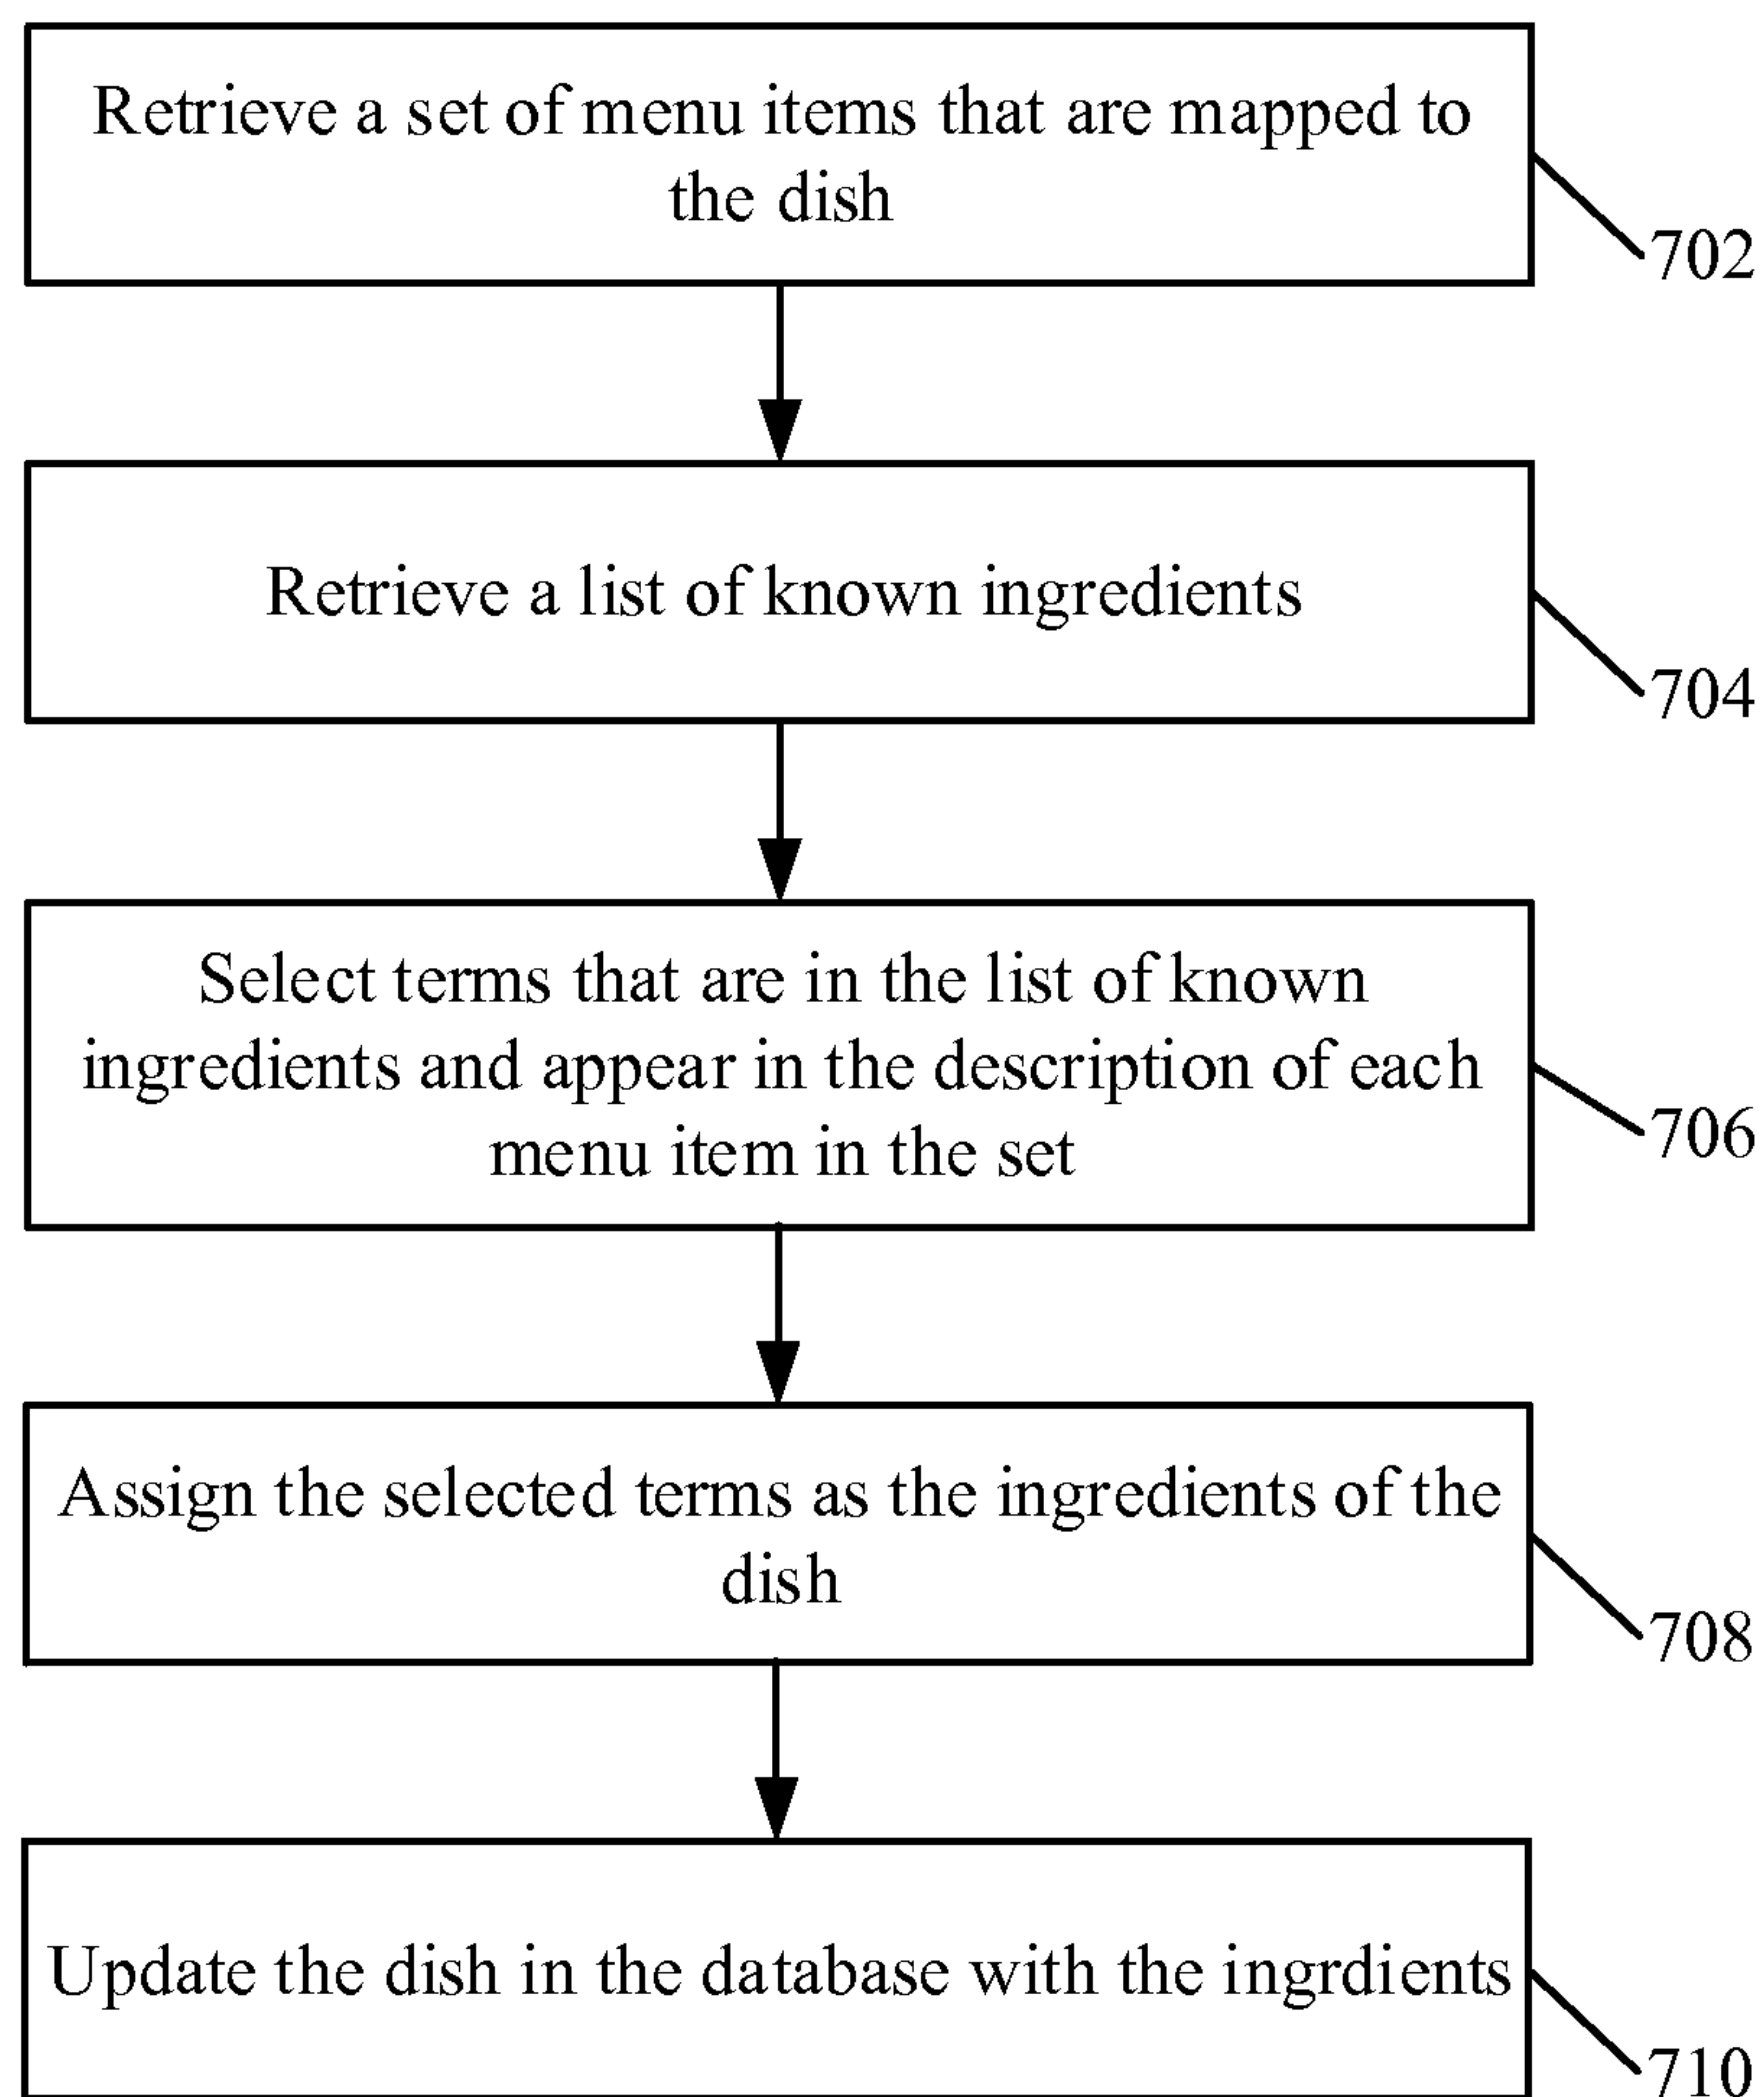 Retrieve a set of menu items that are mapped to
the dish
702
Retrieve a list of known ingredients
704
Select terms that are in the list of known
ingredients and appear in the description of each
menu item in the set
706
Assign the selected terms as the ingredients of the
dish
708
Update the dish in the database with the ingrdients
710